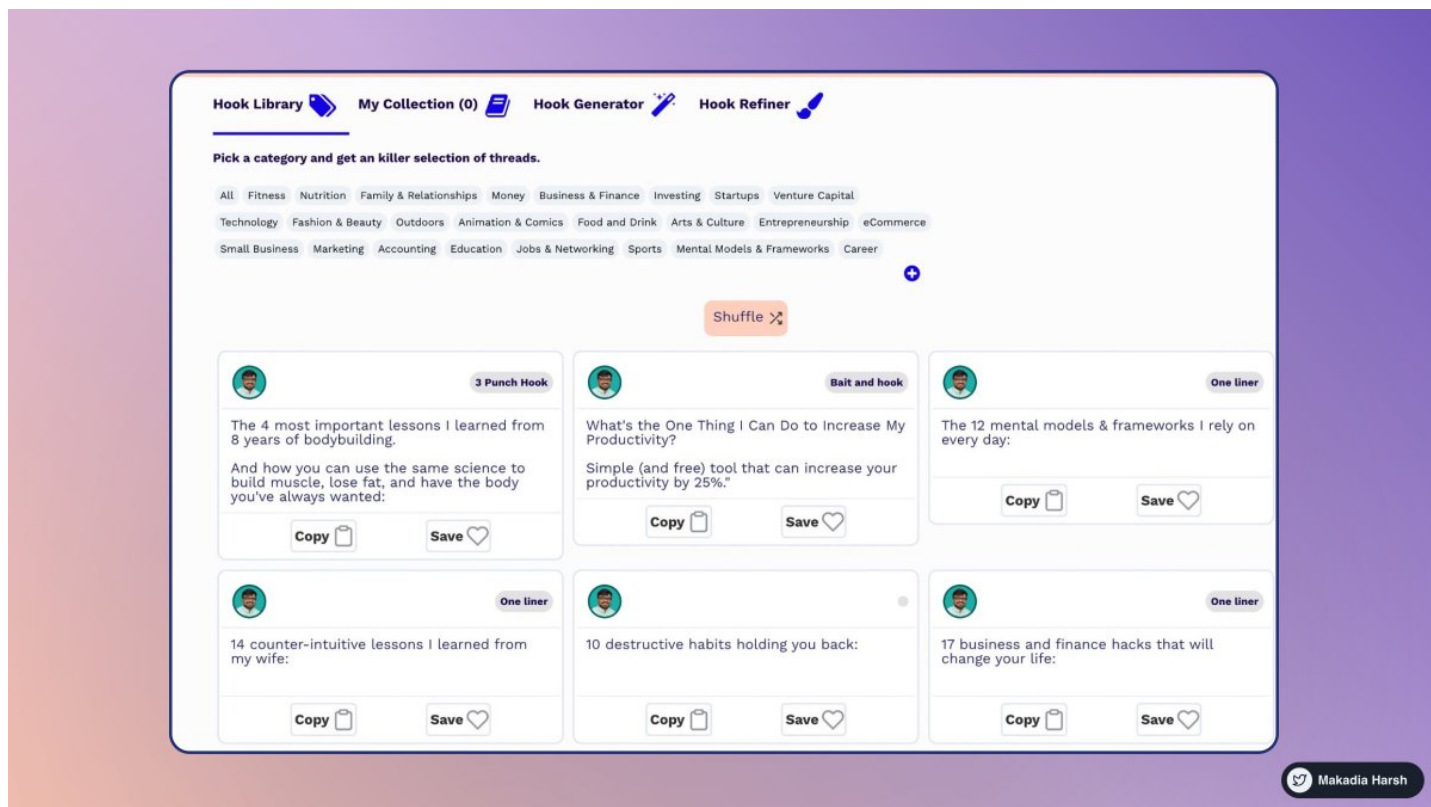 Hook Library My Collection (0) Hook Generator Hook Refiner
Pick a category and get an killer selection of threads.
All Fitness Nutrition Family & Relationships Money Business & Finance Investing Startups Venture Capital
Technology Fashion & Beauty Outdoors Animation & Comics Food and Drink Arts & Culture Entrepreneurship eCommerce
Small Business Marketing Accounting Education Jobs & Networking Sports Mental Models & Frameworks Career
Shuffle
3 Punch Hook
The 4 most important lessons I learned from
8 years of bodybuilding.
And how you can use the same science to
build muscle, lose fat, and have the body
you've always wanted:
Copy Save
Bait and hook
What's the One Thing I Can Do to Increase My
Productivity?
Simple (and free) tool that can increase your
productivity by 25%."
Copy Save
One liner
The 12 mental models & frameworks I rely on
every day:
Copy Save
One liner
14 counter-intuitive lessons I learned from
my wife:
Copy Save
10 destructive habits holding you back:
Copy Save
One liner
17 business and finance hacks that will
change your life:
Copy Save
Makadia Harsh